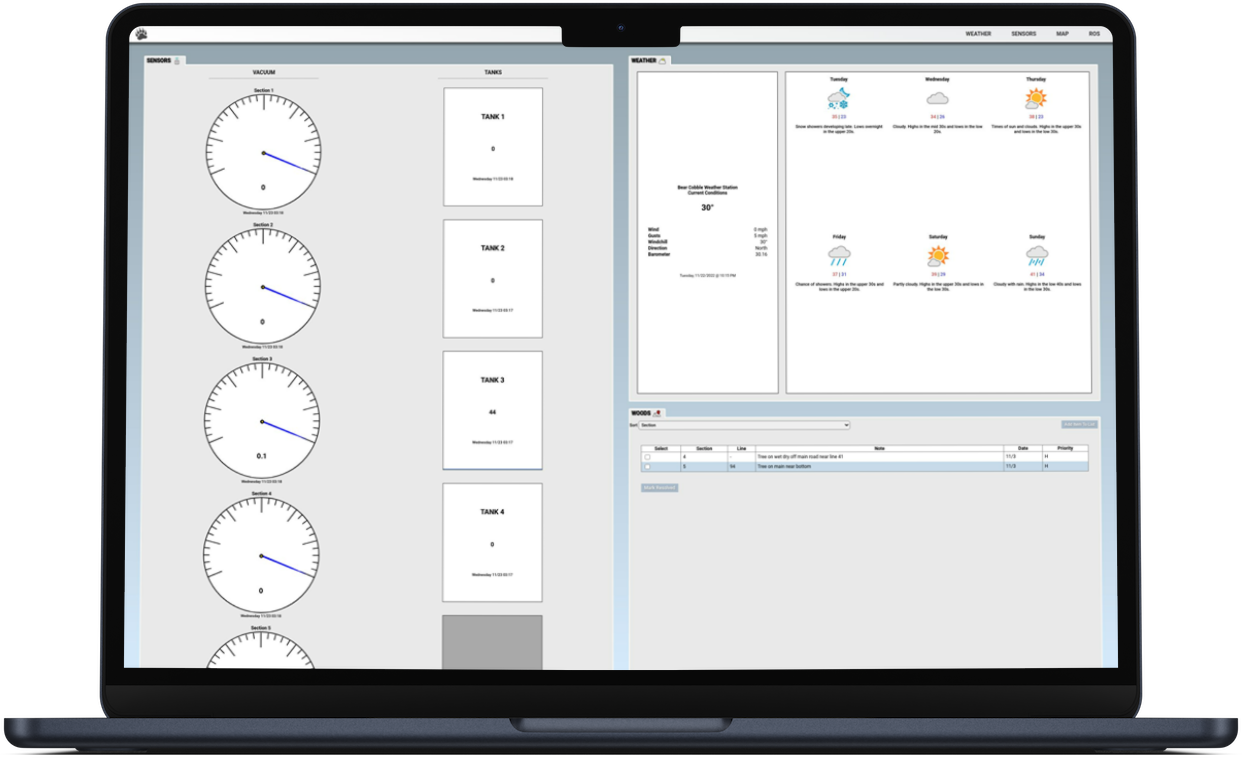 WEATHER SENSORS MAP ROS
SENSORS
VACUUM
TANKS
Section 1
0
Wednesday 11/23 03:18
Section 2
0
Wednesday 11/23 03:18
Section 3
0.1
Wednesday 11/23 03:18
Section 4
0
Wednesday 11/23 03:18
Section 5
TANK 1
0
Wednesday 11/23 03:18
TANK 2
0
Wednesday 11/23 03:17
TANK 3
44
Wednesday 11/23 03:17
TANK 4
0
Wednesday 11/23 03:17
WEATHER
Bear Cobble Weather Station
Current Conditions
30°
Wind 0 mph
Gusts 5 mph
Windchill 30°
Direction North
Barometer 30.16
Tuesday 11/22/2022 @ 10:15 PM
Tuesday
35 | 23
Snow showers developing late. Lows overnight
in the upper 20s.
Wednesday
34 | 26
Cloudy. Highs in the mid 30s and lows in the low
20s.
Thursday
38 | 23
Times of sun and clouds. Highs in the upper 30s
and lows in the low 30s.
Friday
37 | 31
Chance of showers. Highs in the upper 30s and
lows in the upper 20s.
Saturday
39 | 29
Partly cloudy. Highs in the upper 30s and lows in
the low 30s.
Sunday
41 | 34
Cloudy with rain. Highs in the low 40s and lows
in the low 30s.
WOODS
Sort Section
Select Section Line Note Date Priority
4 - Tree on wet dry off main road near line 41 11/3 H
5 94 Tree on main near bottom 11/3 H